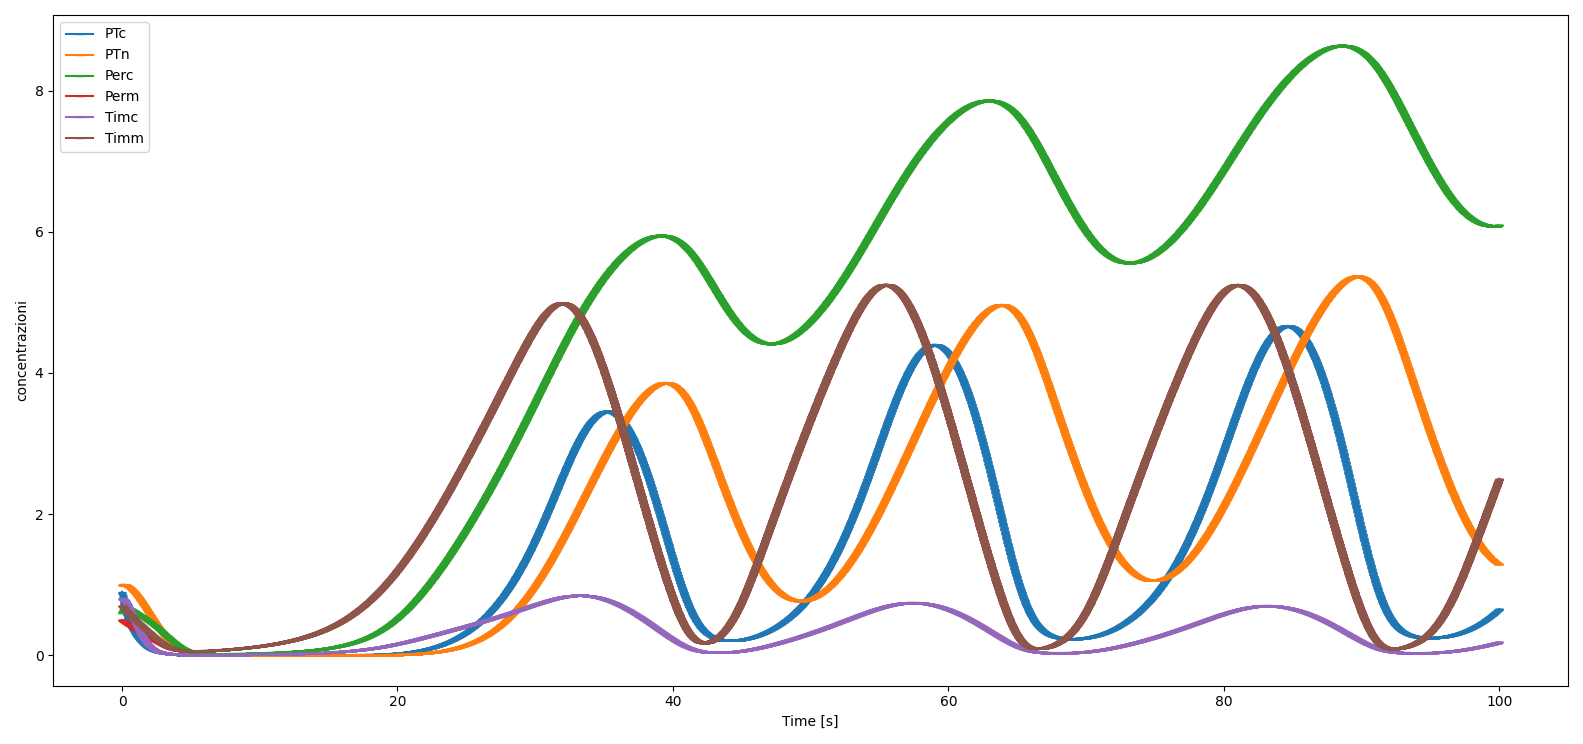 PTc
PTn
Perc
Perm
Timc
Timm
concentrazioni
8
6
4
2
0
0 20 40 60 80 100
Time [s]